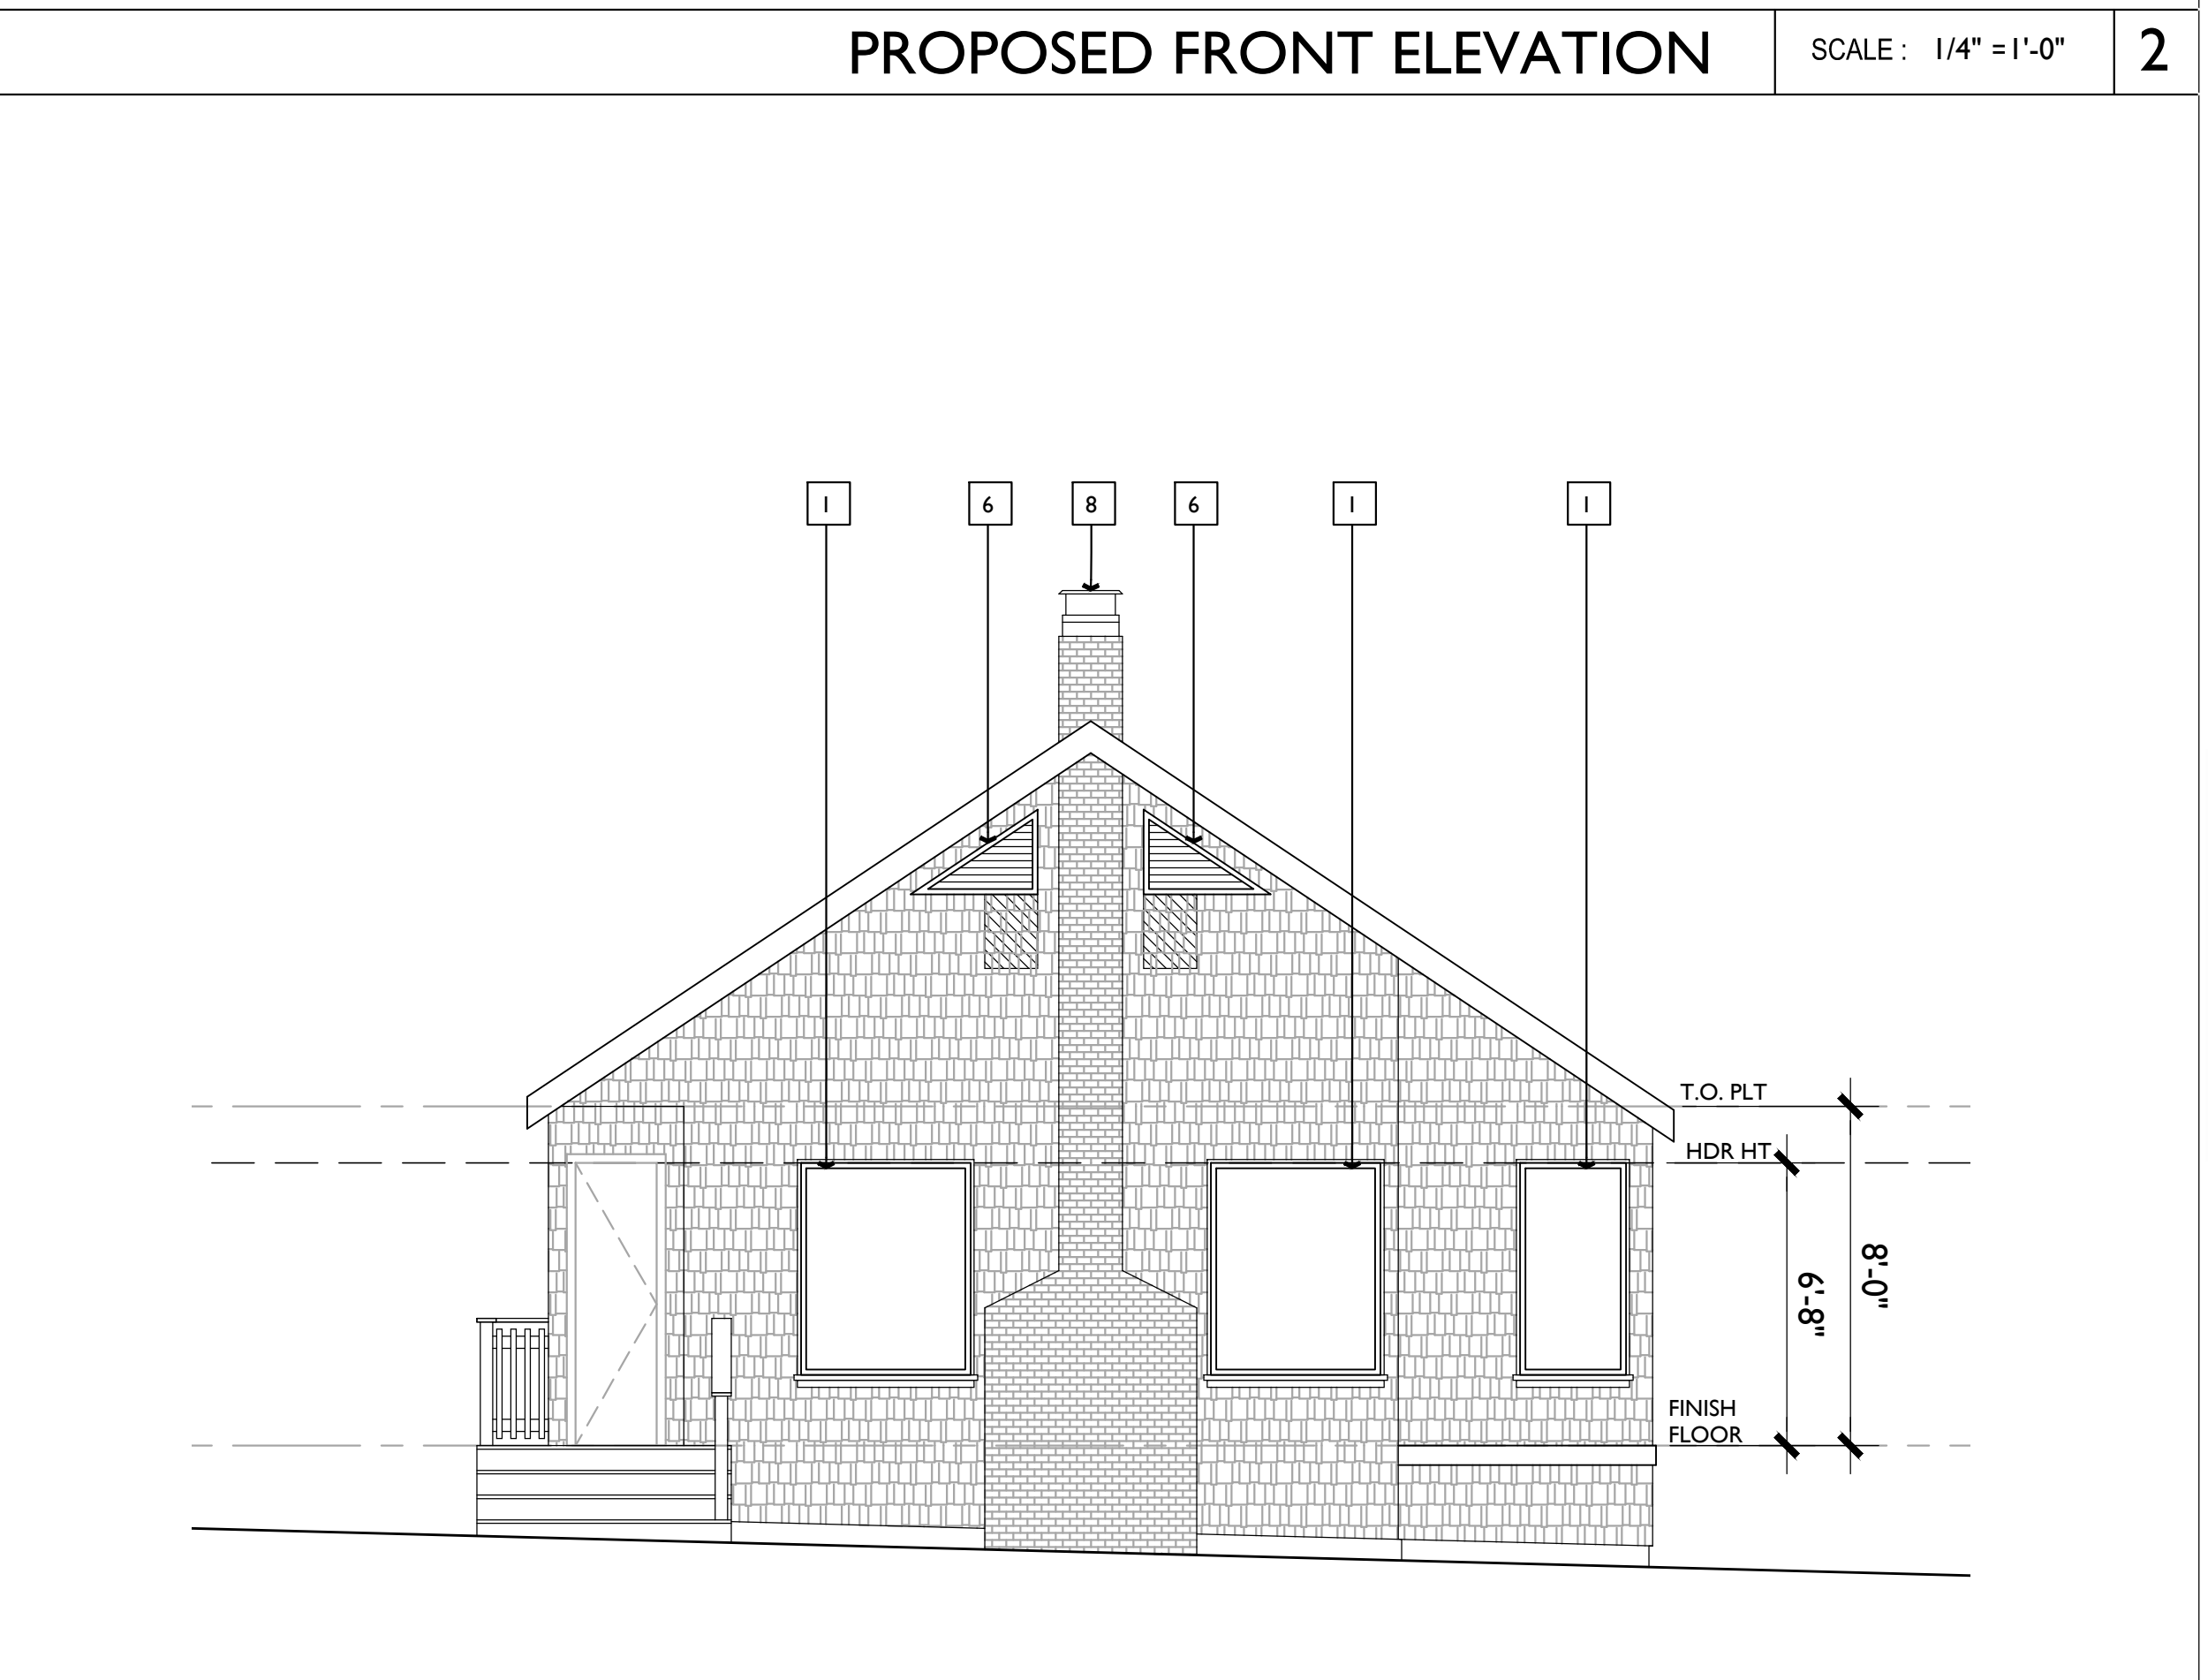 PROPOSED FRONT ELEVATION
SCALE : 1/4" = 1'-0"
2
1
6
8
6
1
1
T.O. PLT
HDR HT
8'-0"
6'-8"
FINISH
FLOOR